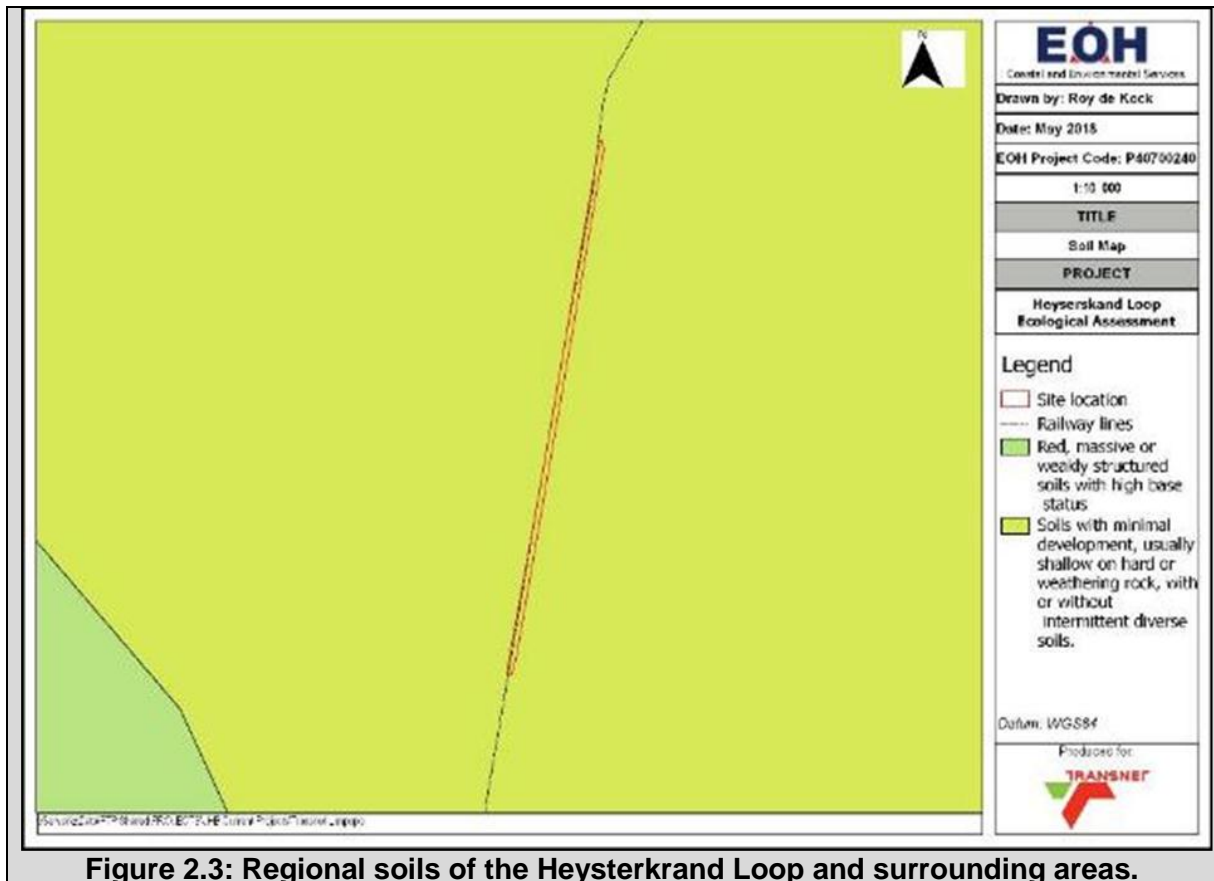 N
EOH
Coastal and Environmental Services
Drawn by: Roy de Kock
Date: May 2018
EOH Project Code: P40700240
1:10 000
TITLE
Soil Map
PROJECT
Heyserskand Loop
Ecological Assessment
Legend
Site location
Railway lines
Red, massive or
weakly structured
soils with high base
status
Soils with minimal
development, usually
shallow on hard or
weathering rock, with
or without
intermittent diverse
soils.
Datum: WGS84
Produced for
TRANSNET
Figure 2.3: Regional soils of the Heysterkrand Loop and surrounding areas.